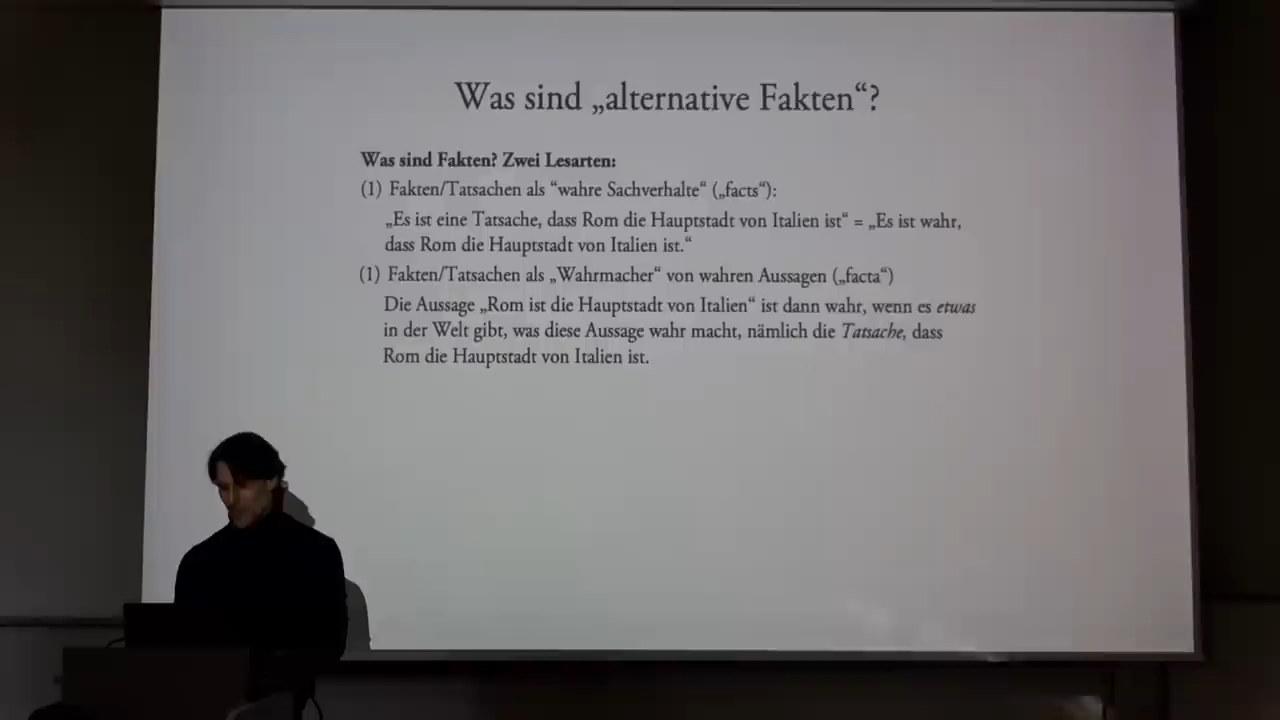 Was sind „alternative Fakten“?
Was sind Fakten? Zwei Lesarten:
(1) Fakten/Tatsachen als “wahre Sachverhalte“ („facts“):
„Es ist eine Tatsache, dass Rom die Hauptstadt von Italien ist“ = „Es ist wahr,
dass Rom die Hauptstadt von Italien ist.“
(1) Fakten/Tatsachen als „Wahrmacher“ von wahren Aussagen („facta“)
Die Aussage „Rom ist die Hauptstadt von Italien“ ist dann wahr, wenn es etwas
in der Welt gibt, was diese Aussage wahr macht, nämlich die Tatsache, dass
Rom die Hauptstadt von Italien ist.